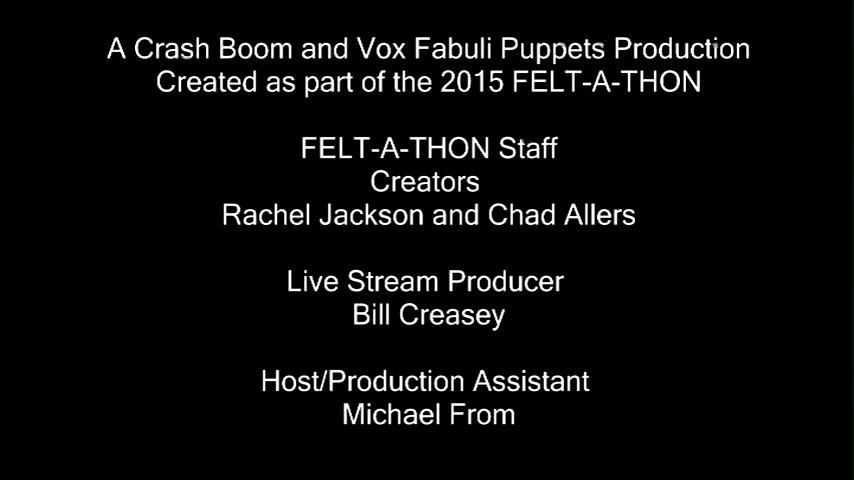 A Crash Boom and Vox Fabuli Puppets Production
Created as part of the 2015 FELT-A-THON
FELT-A-THON Staff
Creators
Rachel Jackson and Chad Allers
Live Stream Producer
Bill Creasey
Host/Production Assistant
Michael From